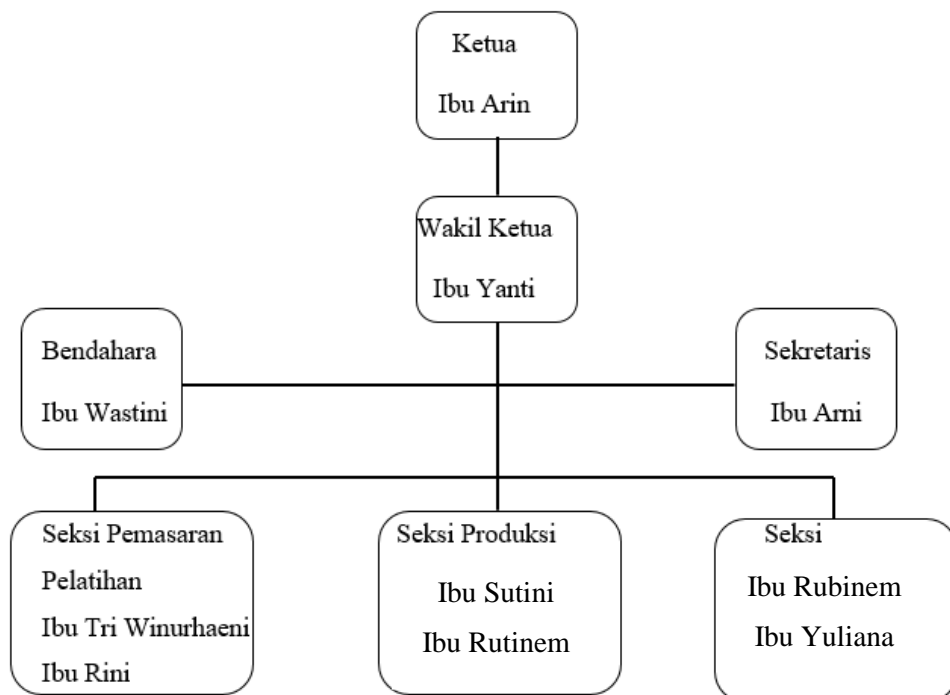 Ketua
Ibu Arin
Wakil Ketua
Ibu Yanti
Bendahara
Ibu Wastini
Sekretaris
Ibu Arni
Seksi Pemasaran
Pelatihan
Ibu Tri Winurhaeni
Ibu Rini
Seksi Produksi
Ibu Sutini
Ibu Rutinem
Seksi
Ibu Rubinem
Ibu Yuliana